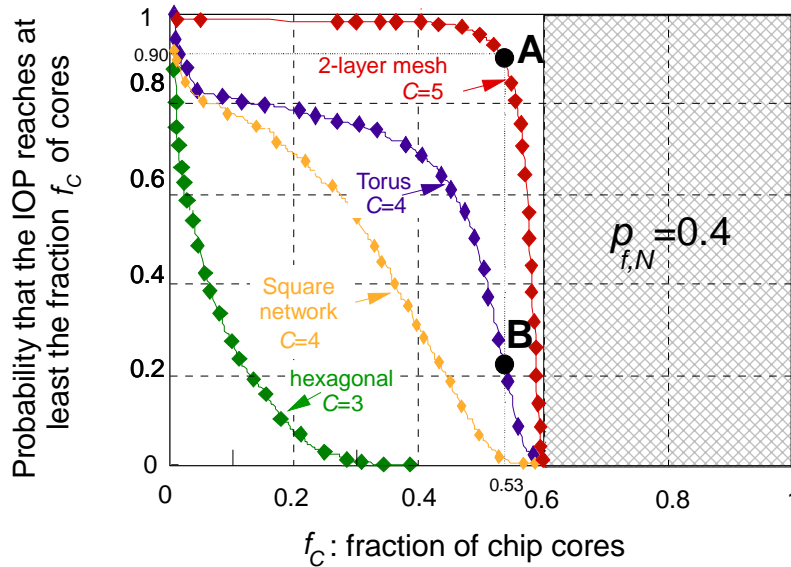 Probability that the IOP reaches at
least the fraction f_C of cores
1
0.90
0.8
0.6
0.4
0.2
0
A
2-layer mesh
C=5
Torus
C=4
p_f,N=0.4
Square
network
C=4
B
hexagonal
C=3
0
0.2
0.4
0.53
0.6
0.8
1
f_C : fraction of chip cores